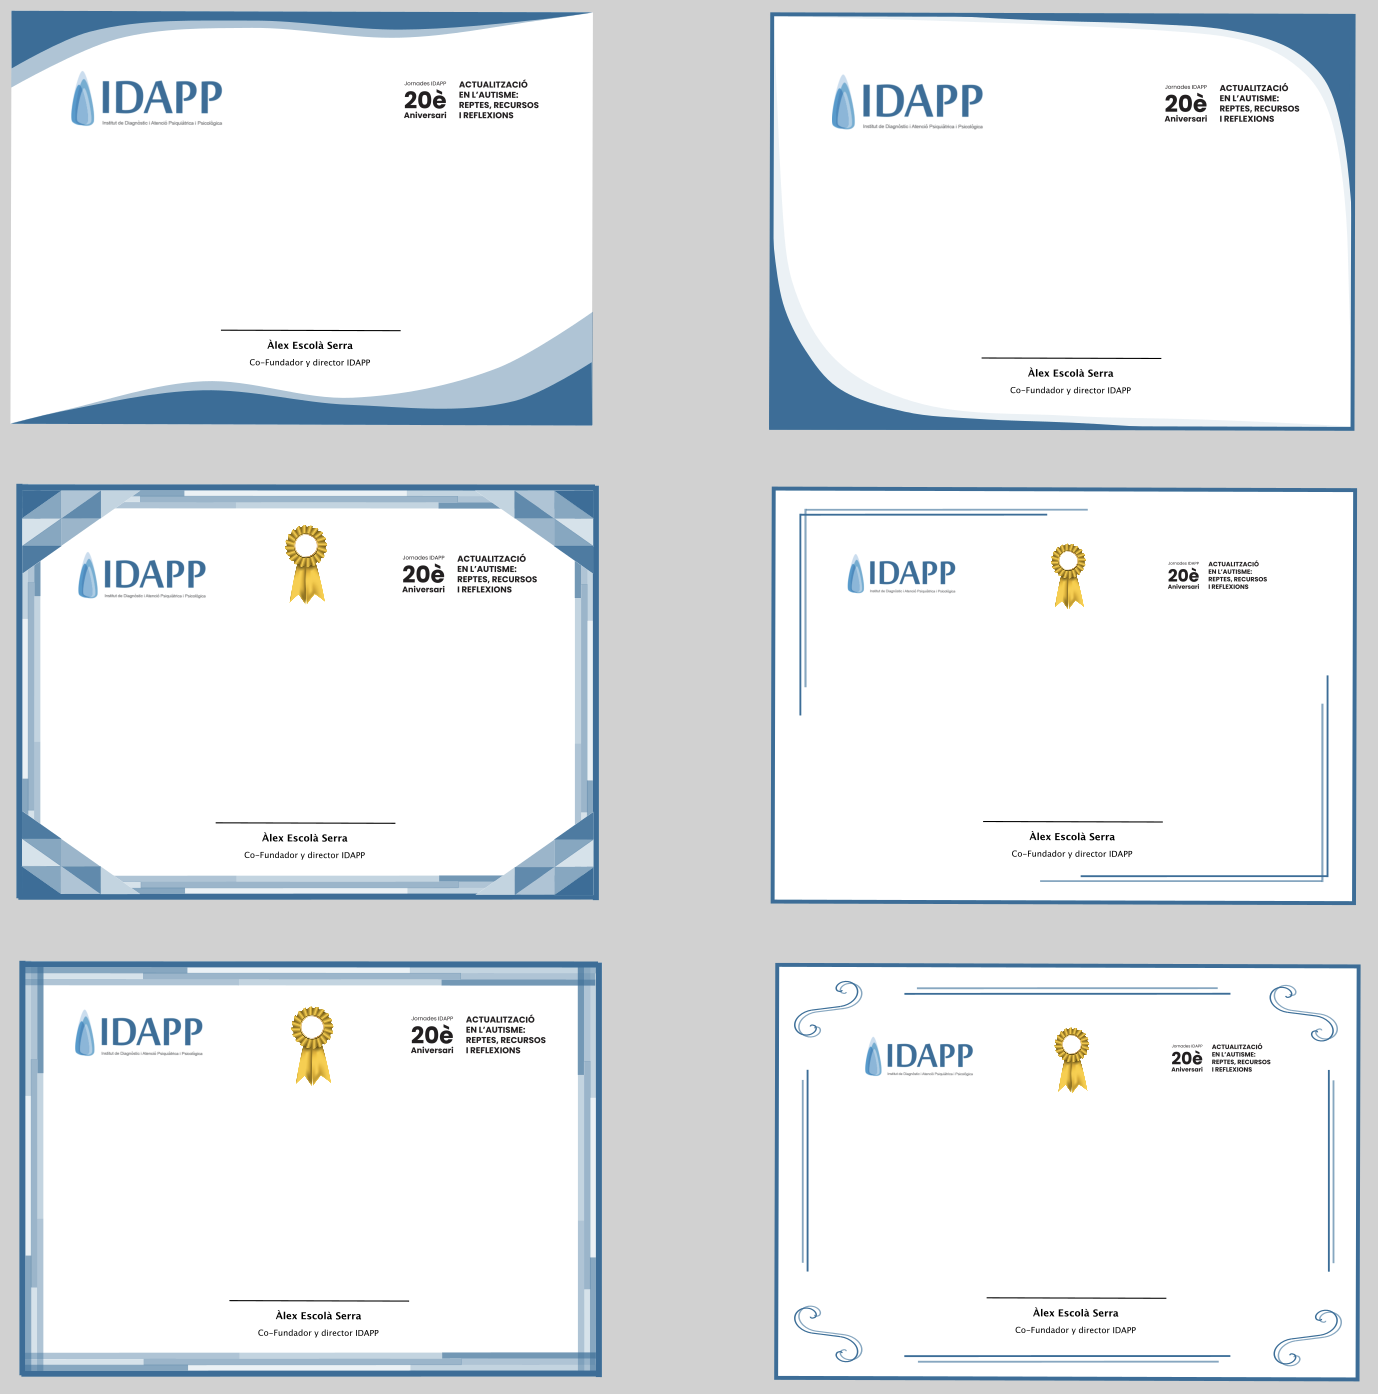 IDAPP
Institut de Diagnòstic i Atenció Psiquiàtrica i Psicològica
Jornades IDAPP
20è
Aniversari
ACTUALITZACIÓ
EN L'AUTISME:
REPTES, RECURSOS
I REFLEXIONS
Àlex Escolà Serra
Co-Fundador y director IDAPP
IDAPP
Institut de Diagnòstic i Atenció Psiquiàtrica i Psicològica
Jornades IDAPP
20è
Aniversari
ACTUALITZACIÓ
EN L'AUTISME:
REPTES, RECURSOS
I REFLEXIONS
Àlex Escolà Serra
Co-Fundador y director IDAPP
IDAPP
Institut de Diagnòstic i Atenció Psiquiàtrica i Psicològica
Jornades IDAPP
20è
Aniversari
ACTUALITZACIÓ
EN L'AUTISME:
REPTES, RECURSOS
I REFLEXIONS
Àlex Escolà Serra
Co-Fundador y director IDAPP
IDAPP
Institut de Diagnòstic i Atenció Psiquiàtrica i Psicològica
Jornades IDAPP
20è
Aniversari
ACTUALITZACIÓ
EN L'AUTISME:
REPTES, RECURSOS
I REFLEXIONS
Àlex Escolà Serra
Co-Fundador y director IDAPP
IDAPP
Institut de Diagnòstic i Atenció Psiquiàtrica i Psicològica
Jornades IDAPP
20è
Aniversari
ACTUALITZACIÓ
EN L'AUTISME:
REPTES, RECURSOS
I REFLEXIONS
Àlex Escolà Serra
Co-Fundador y director IDAPP
IDAPP
Institut de Diagnòstic i Atenció Psiquiàtrica i Psicològica
Jornades IDAPP
20è
Aniversari
ACTUALITZACIÓ
EN L'AUTISME:
REPTES, RECURSOS
I REFLEXIONS
Àlex Escolà Serra
Co-Fundador y director IDAPP